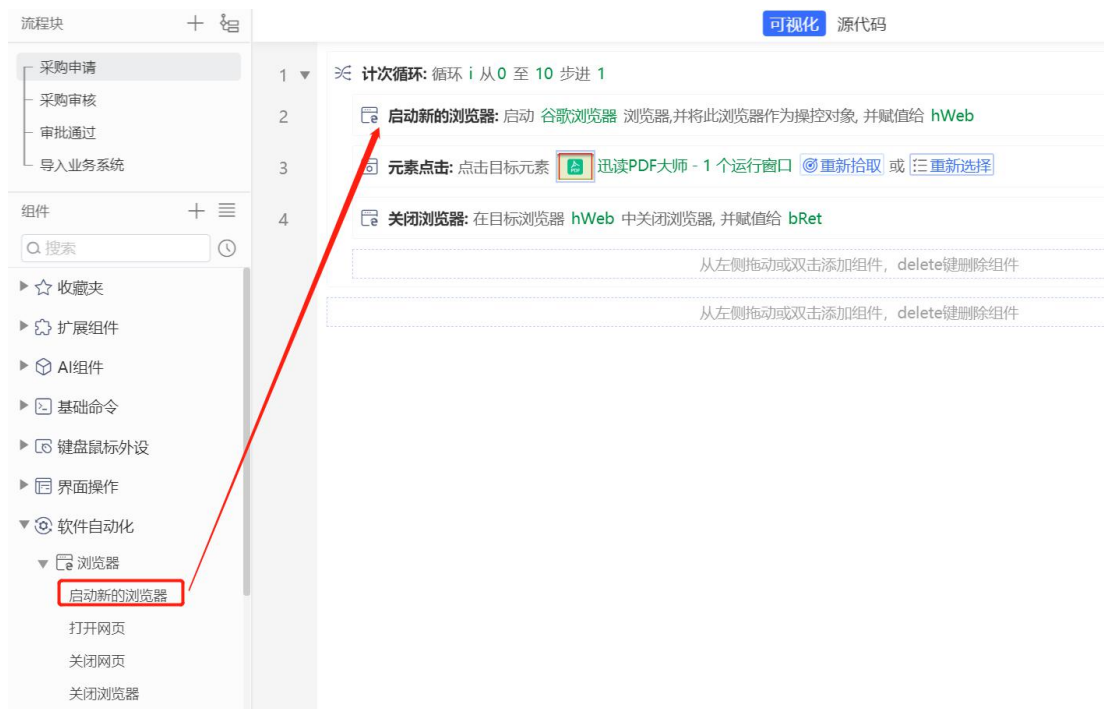 流程块
可视化 源代码
采购申请
采购审核
审批通过
导入业务系统
1 计次循环: 循环 i 从 0 至 10 步进 1
2 启动新的浏览器: 启动 谷歌浏览器 浏览器,并将此浏览器作为操控对象, 并赋值给 hWeb
3 元素点击: 点击目标元素 迅读PDF大师 - 1 个运行窗口 重新拾取 或 重新选择
4 关闭浏览器: 在目标浏览器 hWeb 中关闭浏览器, 并赋值给 bRet
从左侧拖动或双击添加组件，delete键删除组件
从左侧拖动或双击添加组件，delete键删除组件
组件
搜索
收藏夹
扩展组件
AI组件
基础命令
键盘鼠标外设
界面操作
软件自动化
浏览器
启动新的浏览器
打开网页
关闭网页
关闭浏览器